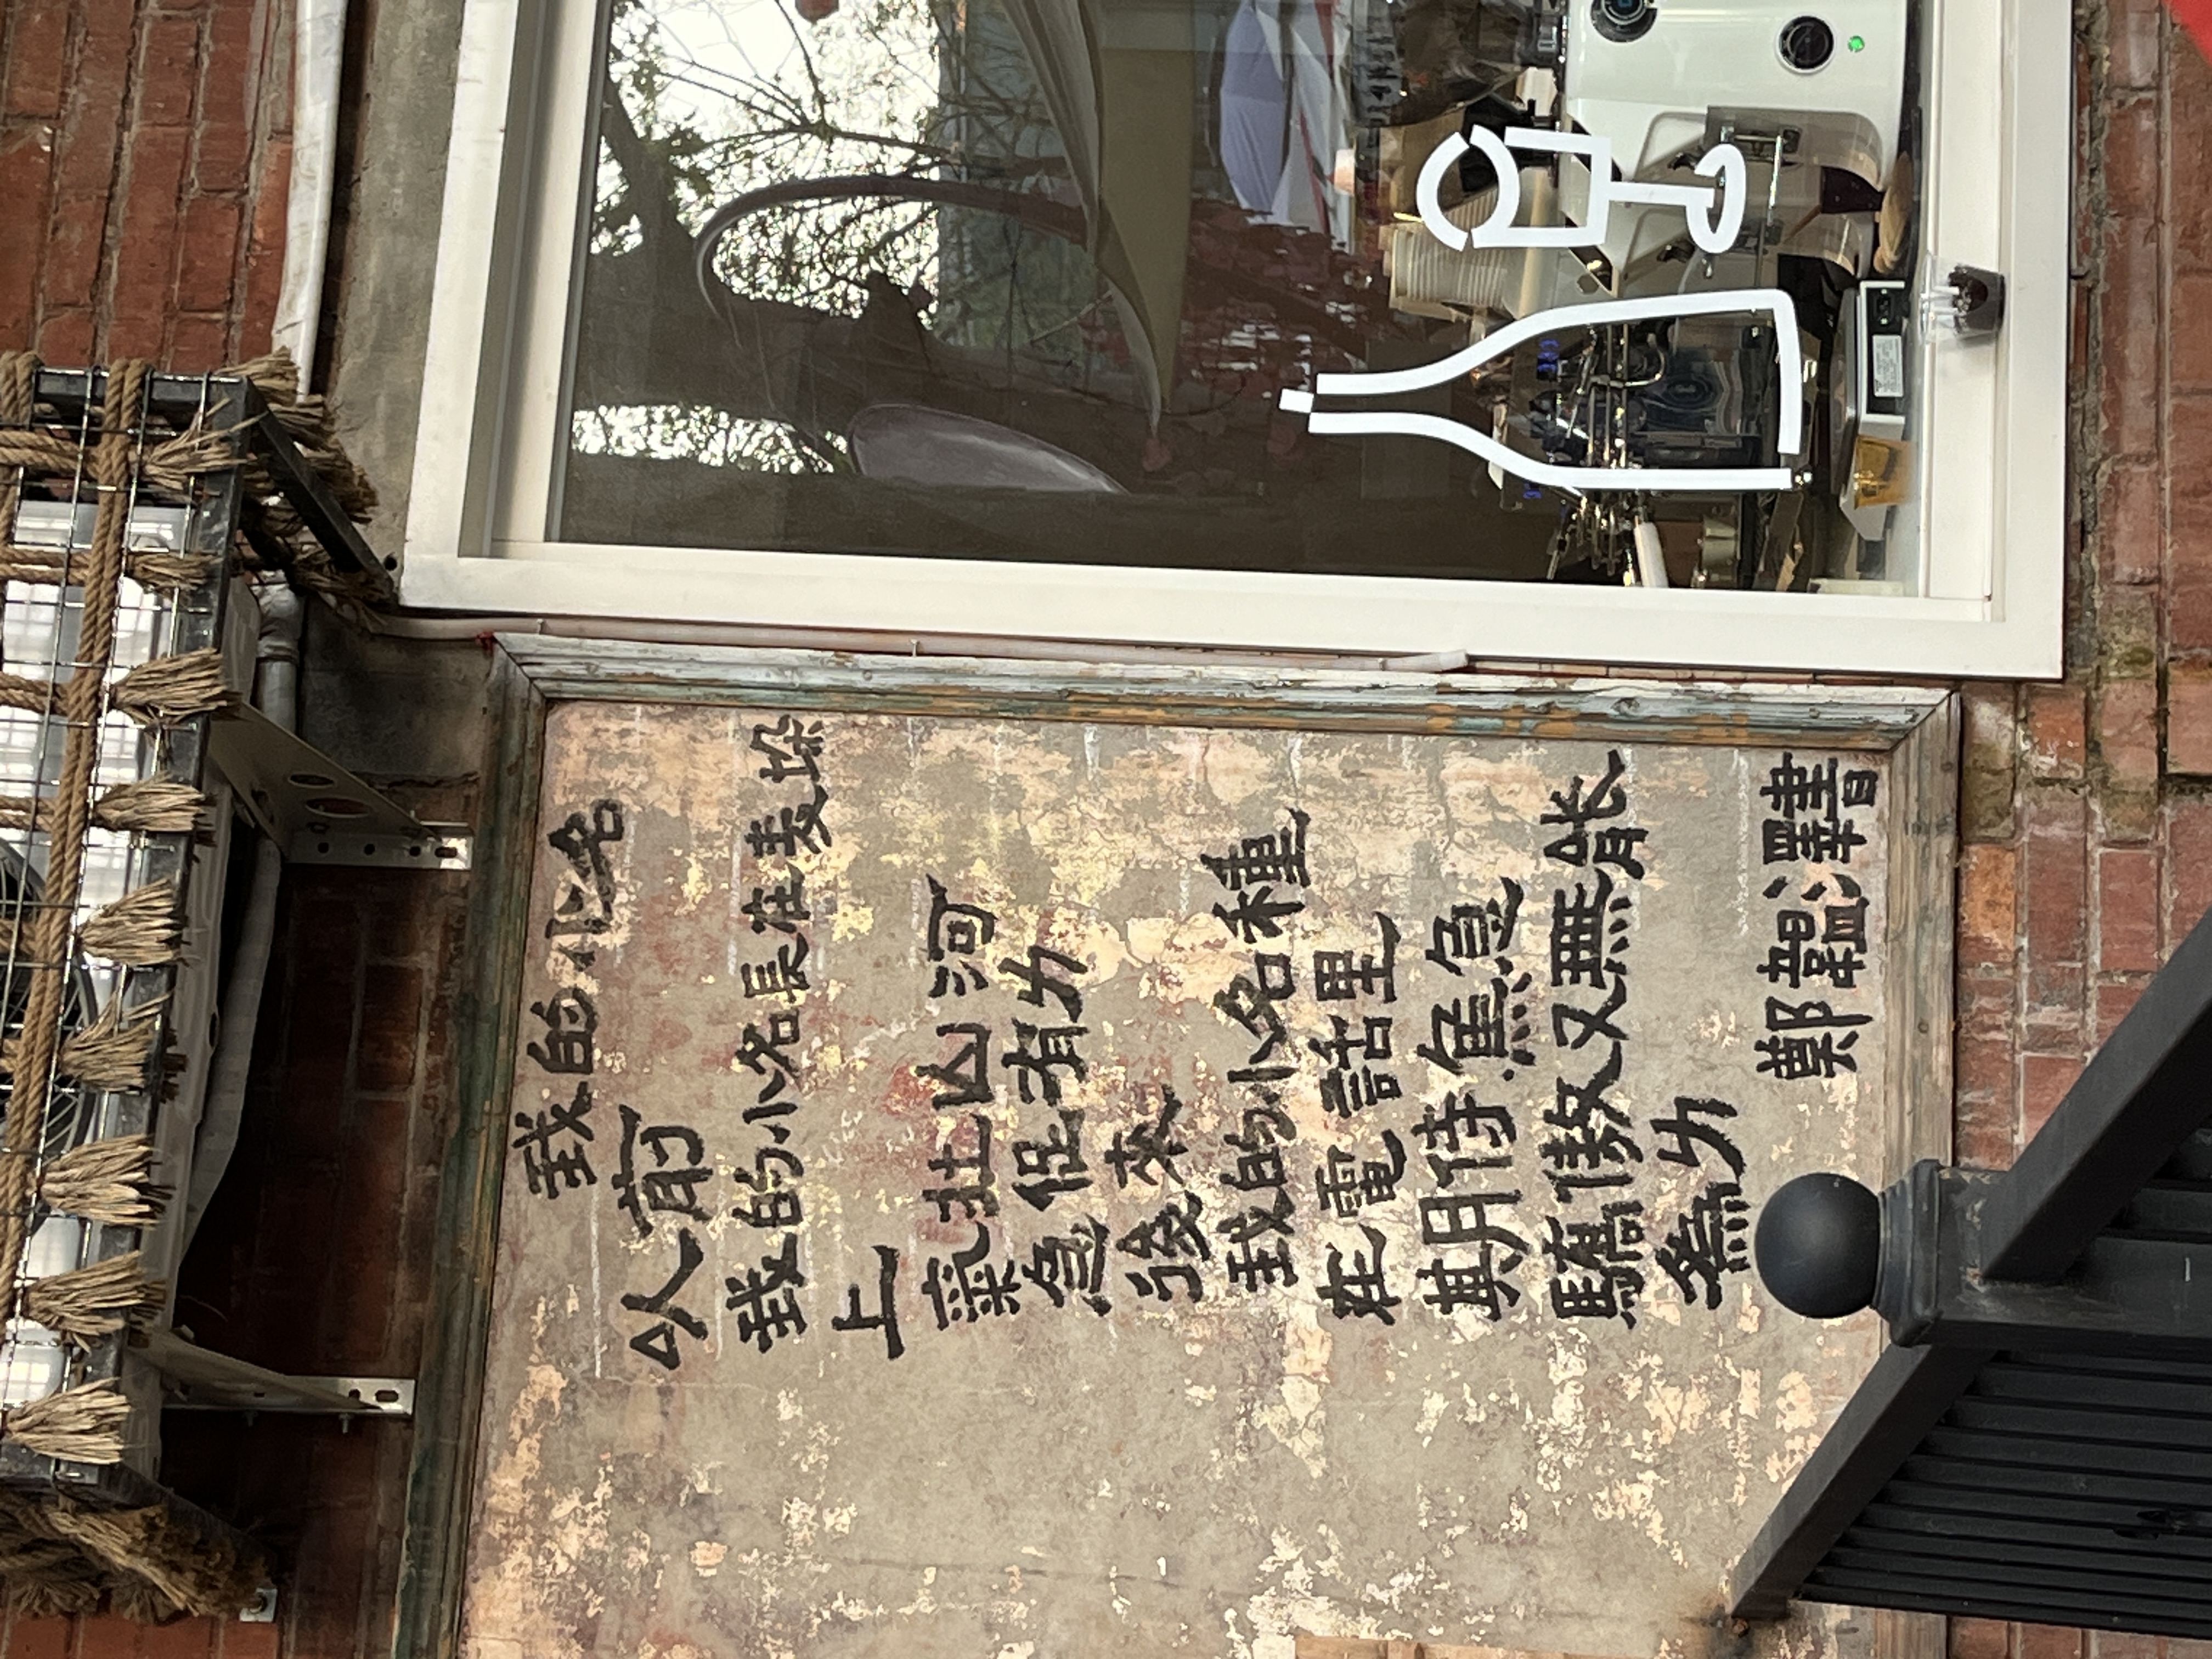 我的小名
以前
我的小名長在麦垛
上
氣壯山河
急促有力
後來
我的小名種
在電話里
期待焦急
驕傲又無能
為力
鄭韞澤書